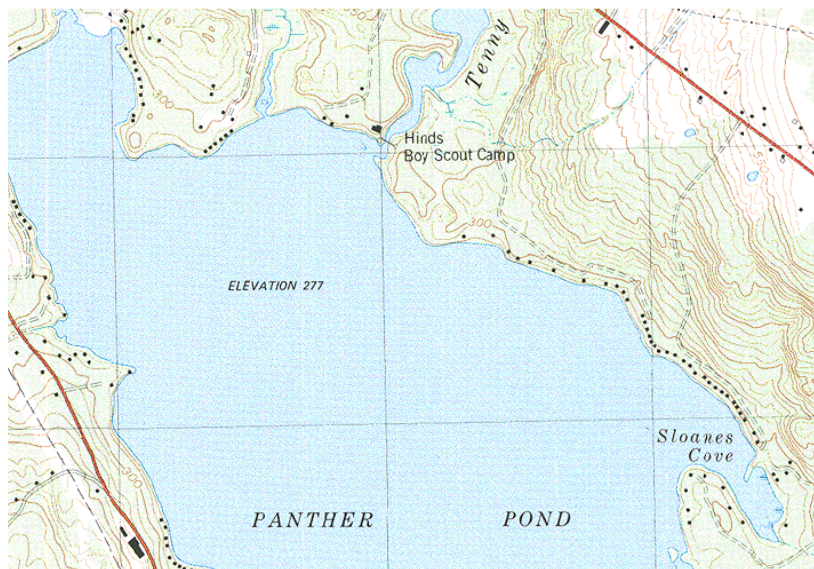 Tenny
300
Hinds
Boy Scout Camp
300
ELEVATION 277
Sloanes
Cove
300
PANTHER POND